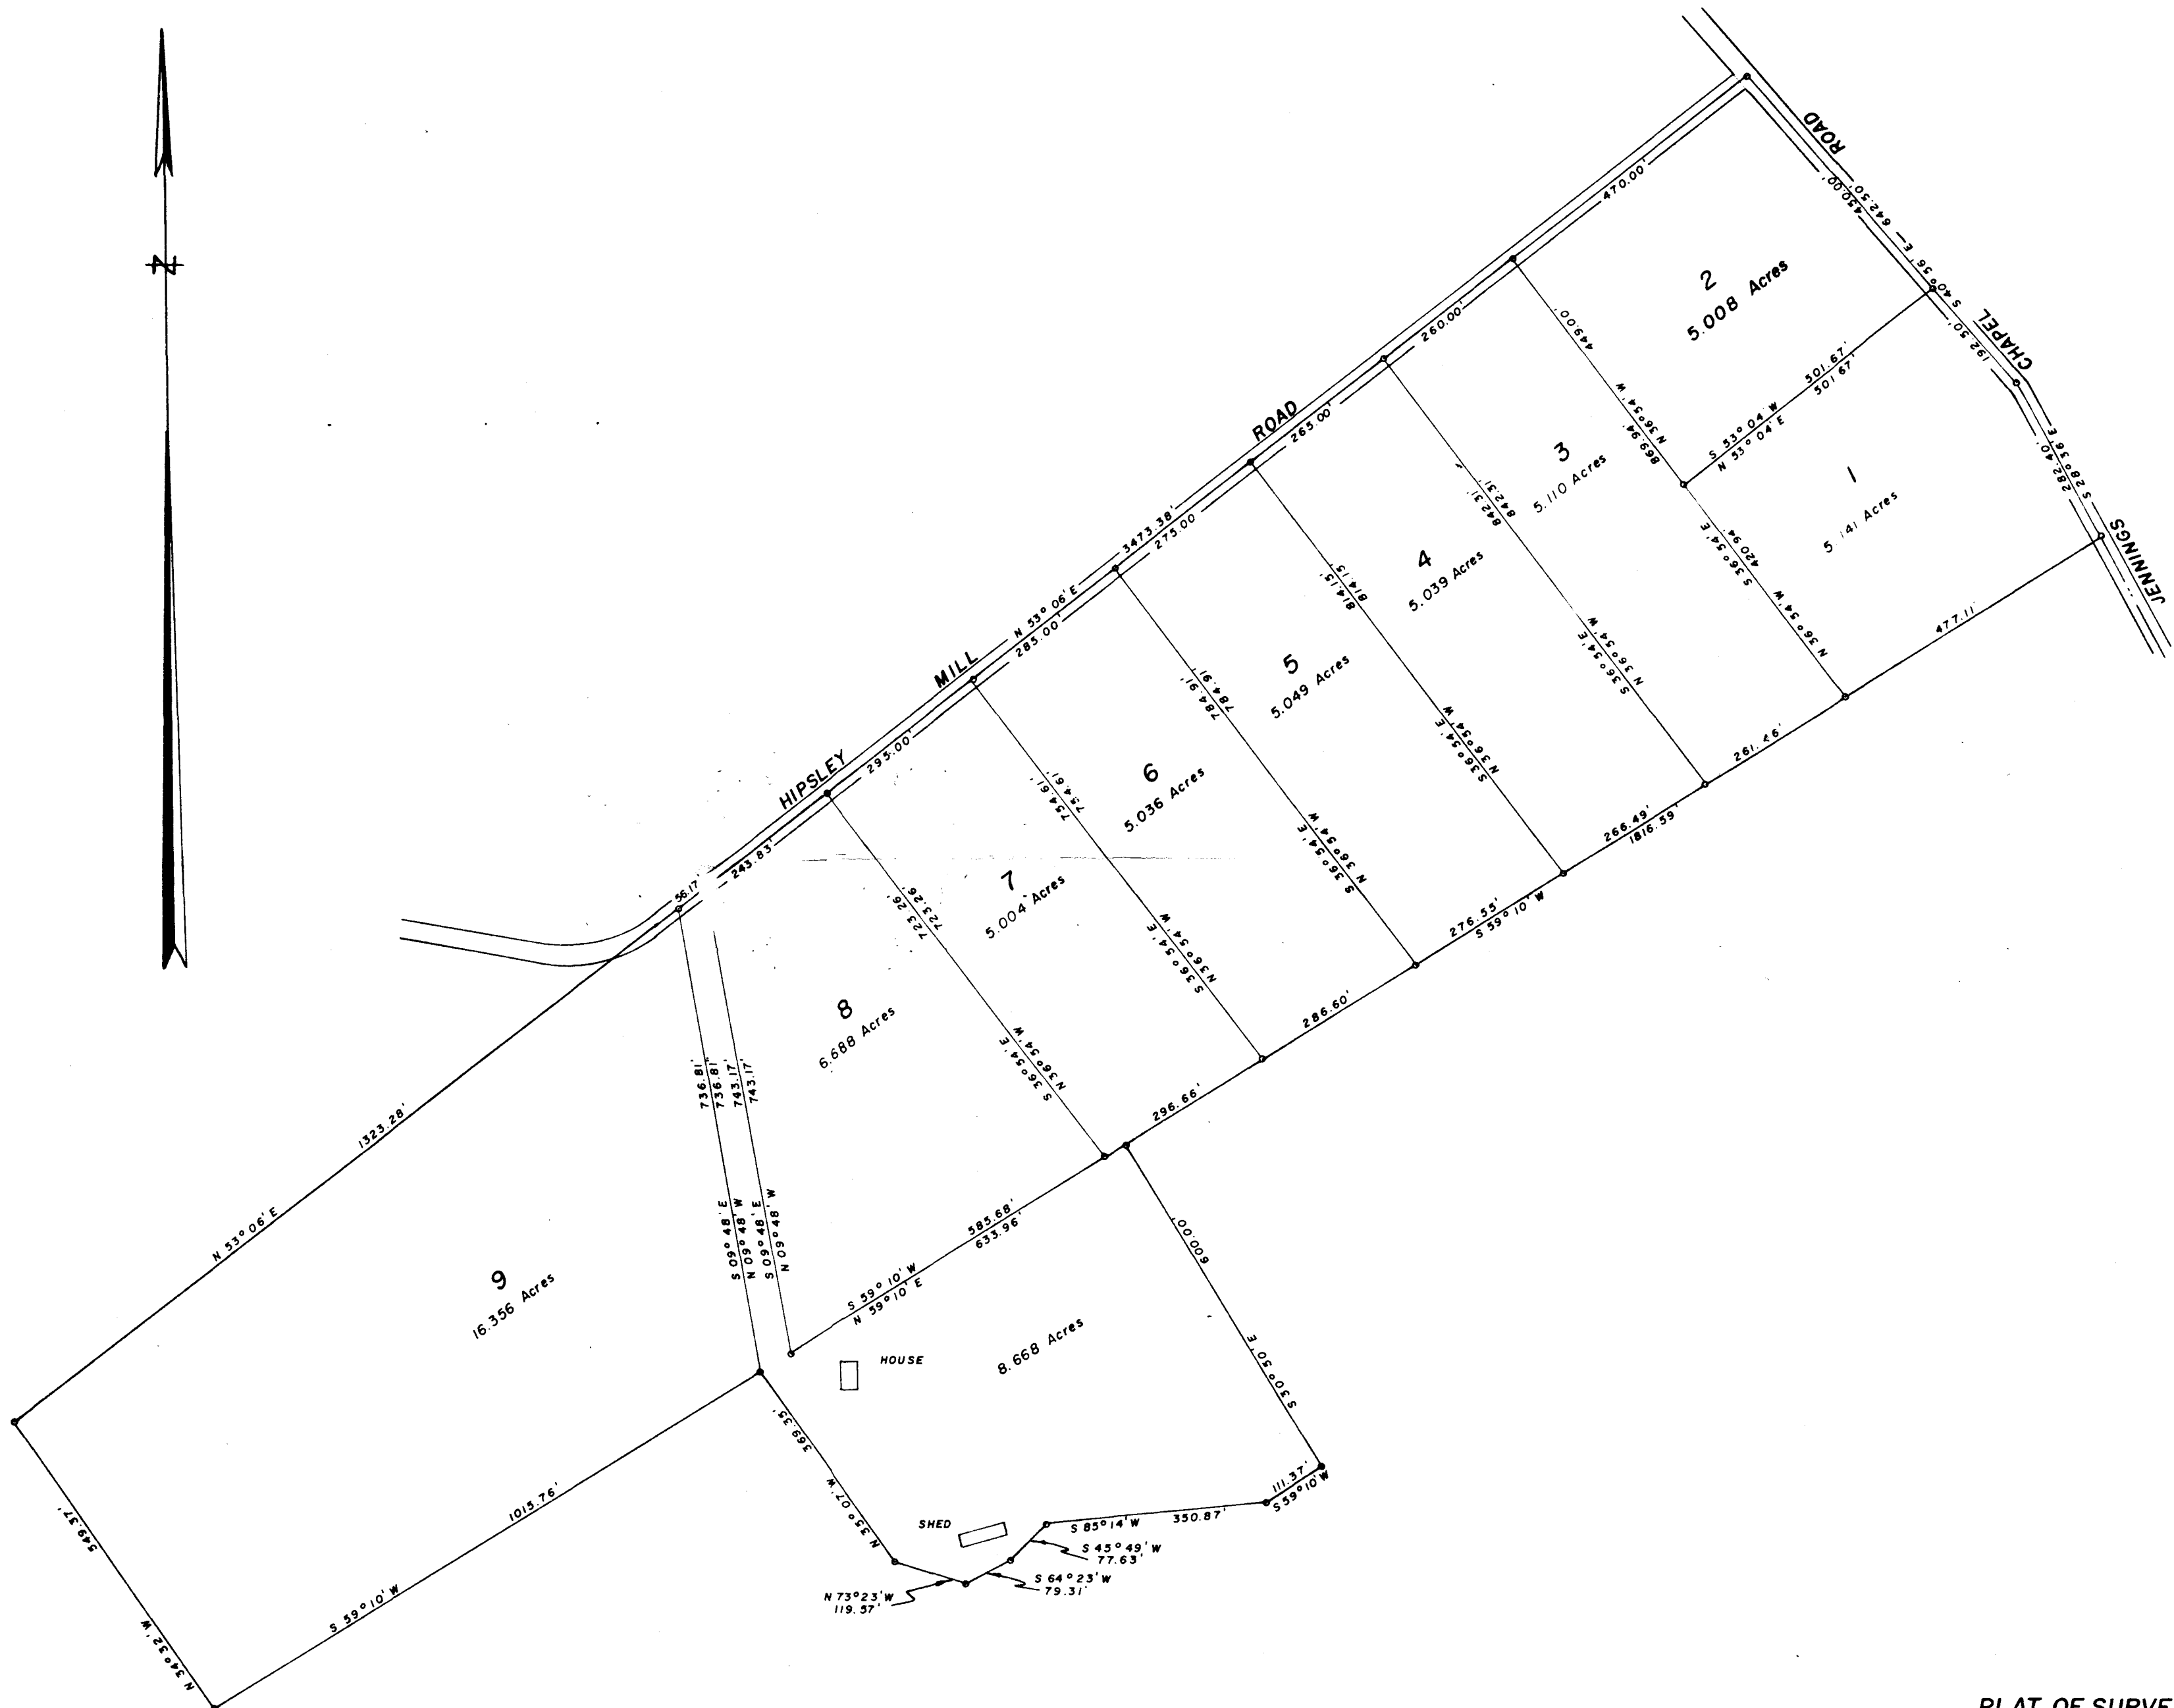 N
ROAD
CHAPEL
JENNINGS
S 40° 56' E — 642.50'
450.00'
192.50'
S 28° 36' E
282.40'
HIPSLEY
MILL
ROAD
N 53° 06' E
3473.38'
470.00'
260.00'
265.00'
275.00
285.00'
295.00'
243.83'
56.17'
2
5.008 Acres
449.00'
N 36° 54' W
869.94'
501.67'
S 53° 04 W
501 67'
N 53° 04' E
1
5.141 Acres
S 36° 54' E
420 94'
N 36° 54' W
477.11'
3
5.110 Acres
842.31'
842.31'
S 36° 54' E
N 36° 54' W
4
5.039 Acres
814.15'
814.15'
S 36° 54' E
N 36° 54' W
266.49'
1816.59'
5
5.049 Acres
784.91'
784.91'
S 36° 54' E
N 36° 54' W
276.55'
S 59° 10' W
6
5.036 Acres
754.61'
754.61'
S 36° 54' E
N 36° 54' W
286.60'
7
5.004 Acres
723.26'
723.26'
S 36° 54' E
N 36° 54' W
296.66'
8
6.688 Acres
736.81'
736.81'
743.17'
743.17'
S 09° 48' E
N 09° 48' W
S 09° 48' E
N 09° 48' W
585.68'
633.96'
S 59° 10' W
N 59° 10' E
9
16.356 Acres
1323.28'
N 53° 06' E
549.37'
N 34° 32' W
1015.76'
S 59° 10' W
HOUSE
8.668 Acres
600.00'
S 30° 50' E
111.37'
S 59° 10' W
S 85° 14' W
350.87'
S 45° 49' W
77.63'
S 64° 23' W
79.31'
N 73° 23' W
119.57'
369.35'
N 35° 07' W
SHED
PLAT OF SURVE